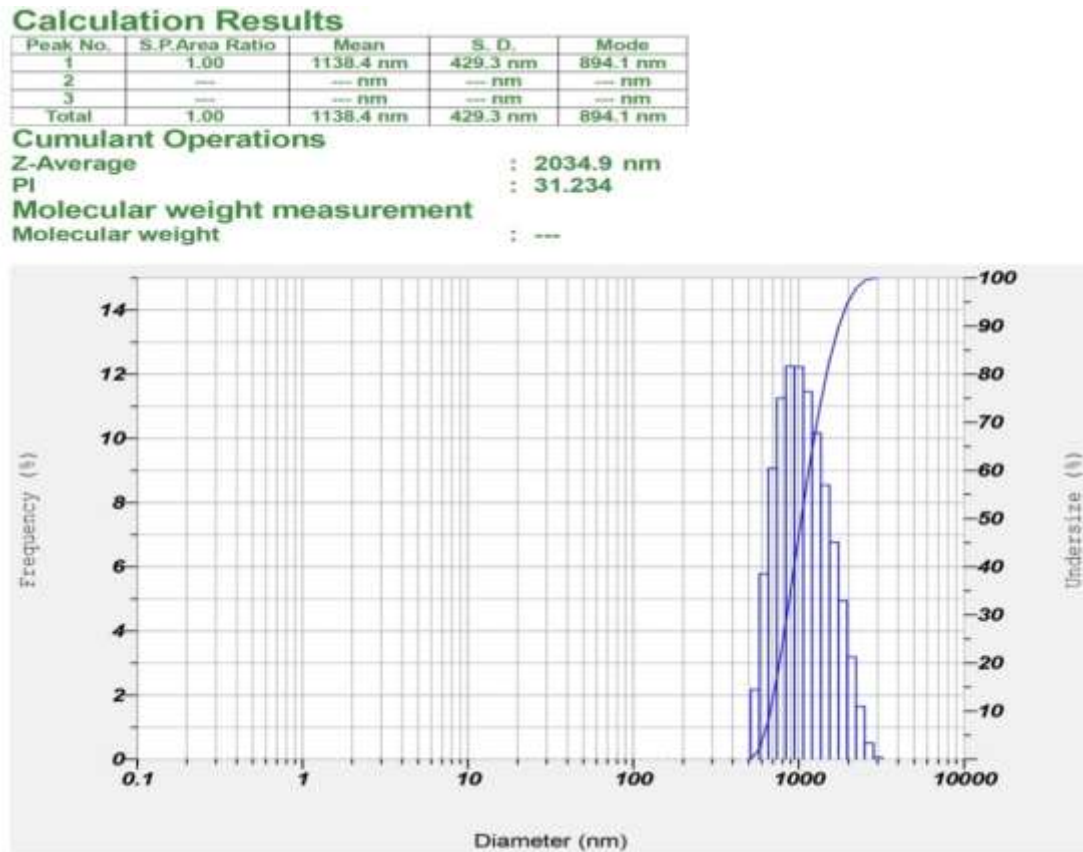 Calculation Results
Peak No. S.P.Area Ratio Mean S. D. Mode
1 1.00 1138.4 nm 429.3 nm 894.1 nm
2 --- --- nm --- nm --- nm
3 --- --- nm --- nm --- nm
Total 1.00 1138.4 nm 429.3 nm 894.1 nm
Cumulant Operations
Z-Average : 2034.9 nm
PI : 31.234
Molecular weight measurement
Molecular weight : ---
Frequency (%)
14
12
10
8
6
4
2
0
100
90
80
70
60
50
40
30
20
10
Undersize (%)
0.1 1 10 100 1000 10000
Diameter (nm)